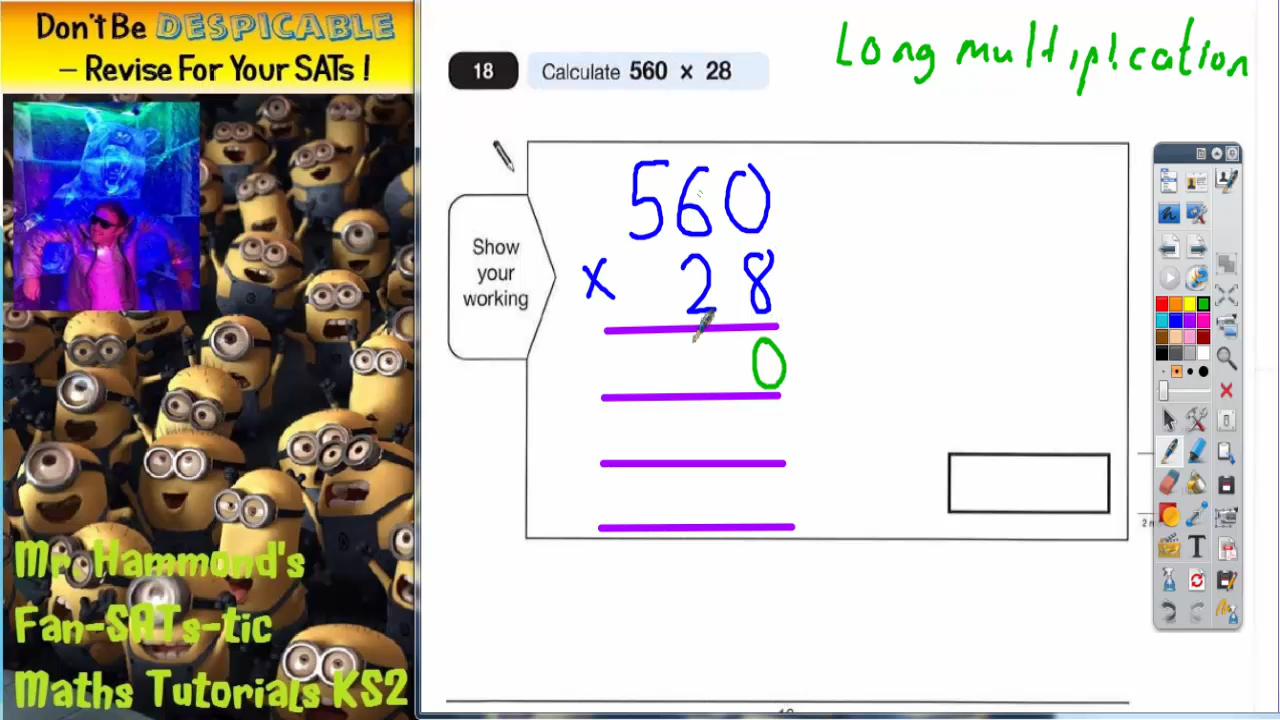 Don't Be DESPICABLE
– Revise For Your SATs !
Mr. Hammond's
Fan-SATs-tic
Maths Tutorials KS2
Long multiplication
18 Calculate 560 × 28
Show
your
working
560
x 28
0